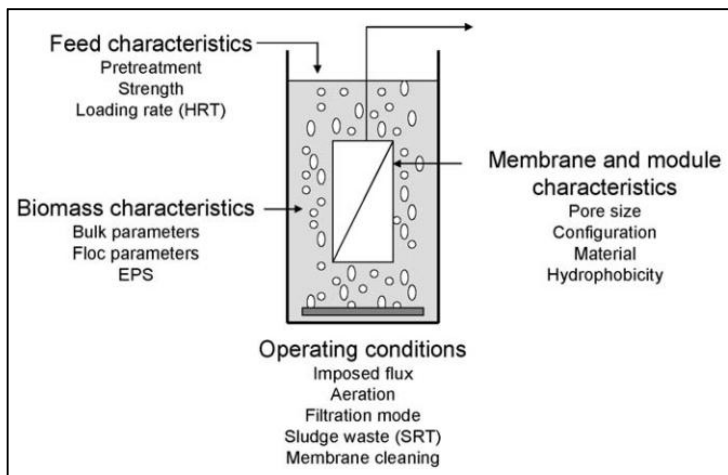 Feed characteristics
Pretreatment
Strength
Loading rate (HRT)
Membrane and module
characteristics
Pore size
Configuration
Material
Hydrophobicity
Biomass characteristics
Bulk parameters
Floc parameters
EPS
Operating conditions
Imposed flux
Aeration
Filtration mode
Sludge waste (SRT)
Membrane cleaning